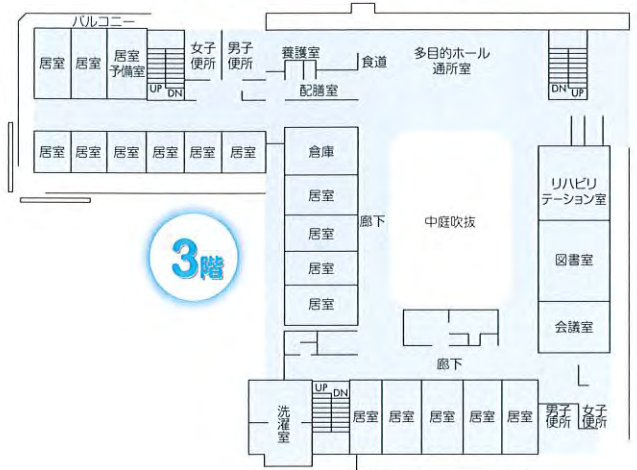 バルコニー
居室
居室
居室
予備室
UP
DN
女子
便所
男子
便所
養護室
配膳室
食道
多目的ホール
通所室
DN
UP
居室
居室
居室
居室
居室
居室
倉庫
居室
居室
居室
居室
廊下
中庭吹抜
リハビリ
テーション室
図書室
会議室
3階
廊下
洗濯室
UP
DN
居室
居室
居室
居室
居室
男子
便所
女子
便所